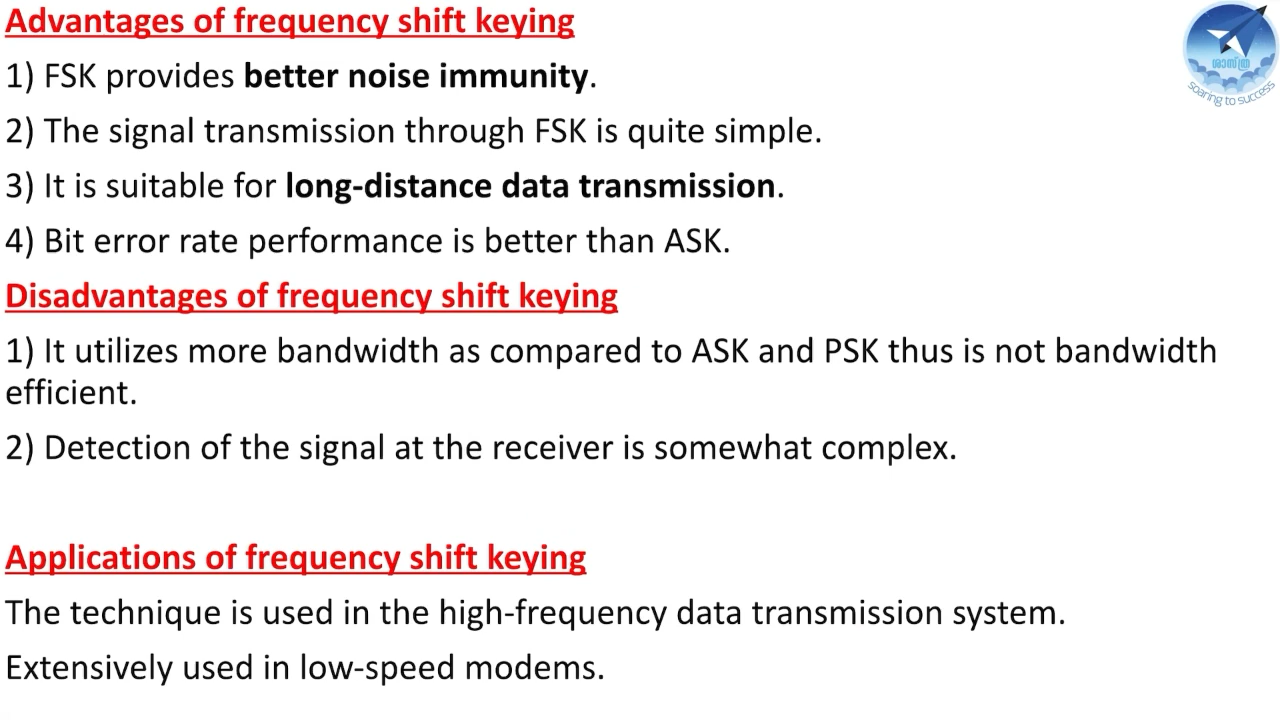 Advantages of frequency shift keying
1) FSK provides better noise immunity.
2) The signal transmission through FSK is quite simple.
3) It is suitable for long-distance data transmission.
4) Bit error rate performance is better than ASK.
Disadvantages of frequency shift keying
1) It utilizes more bandwidth as compared to ASK and PSK thus is not bandwidth
efficient.
2) Detection of the signal at the receiver is somewhat complex.
Applications of frequency shift keying
The technique is used in the high-frequency data transmission system.
Extensively used in low-speed modems.
ശാസ്ത്ര
soaring to success